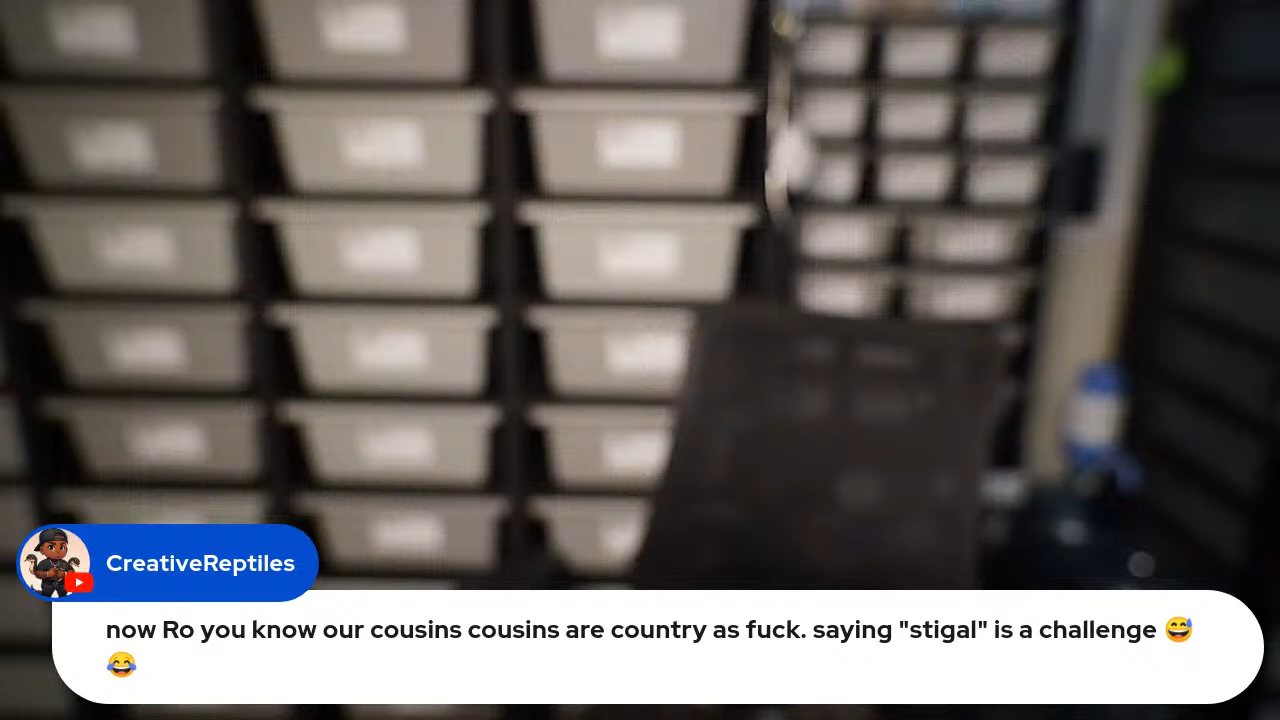 CreativeReptiles
now Ro you know our cousins cousins are country as fuck. saying "stigal" is a challenge 😅
😂